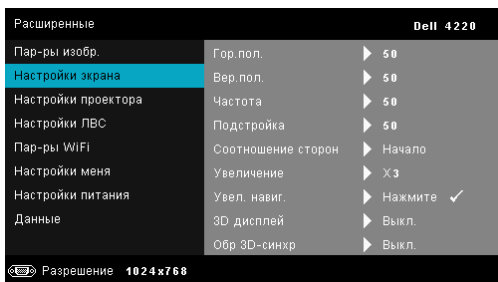 Расширенные Dell 4220
Пар-ры изобр.
Настройки экрана
Настройки проектора
Настройки ЛВС
Пар-ры WiFi
Настройки меня
Настройки питания
Данные
Гор.пол. 50
Вер.пол. 50
Частота 50
Подстройка 50
Соотношение сторон Начало
Увеличение X3
Увел. навиг. Нажмите
3D дисплей Выкл.
Обр 3D-синхр Выкл.
Разрешение 1024x768